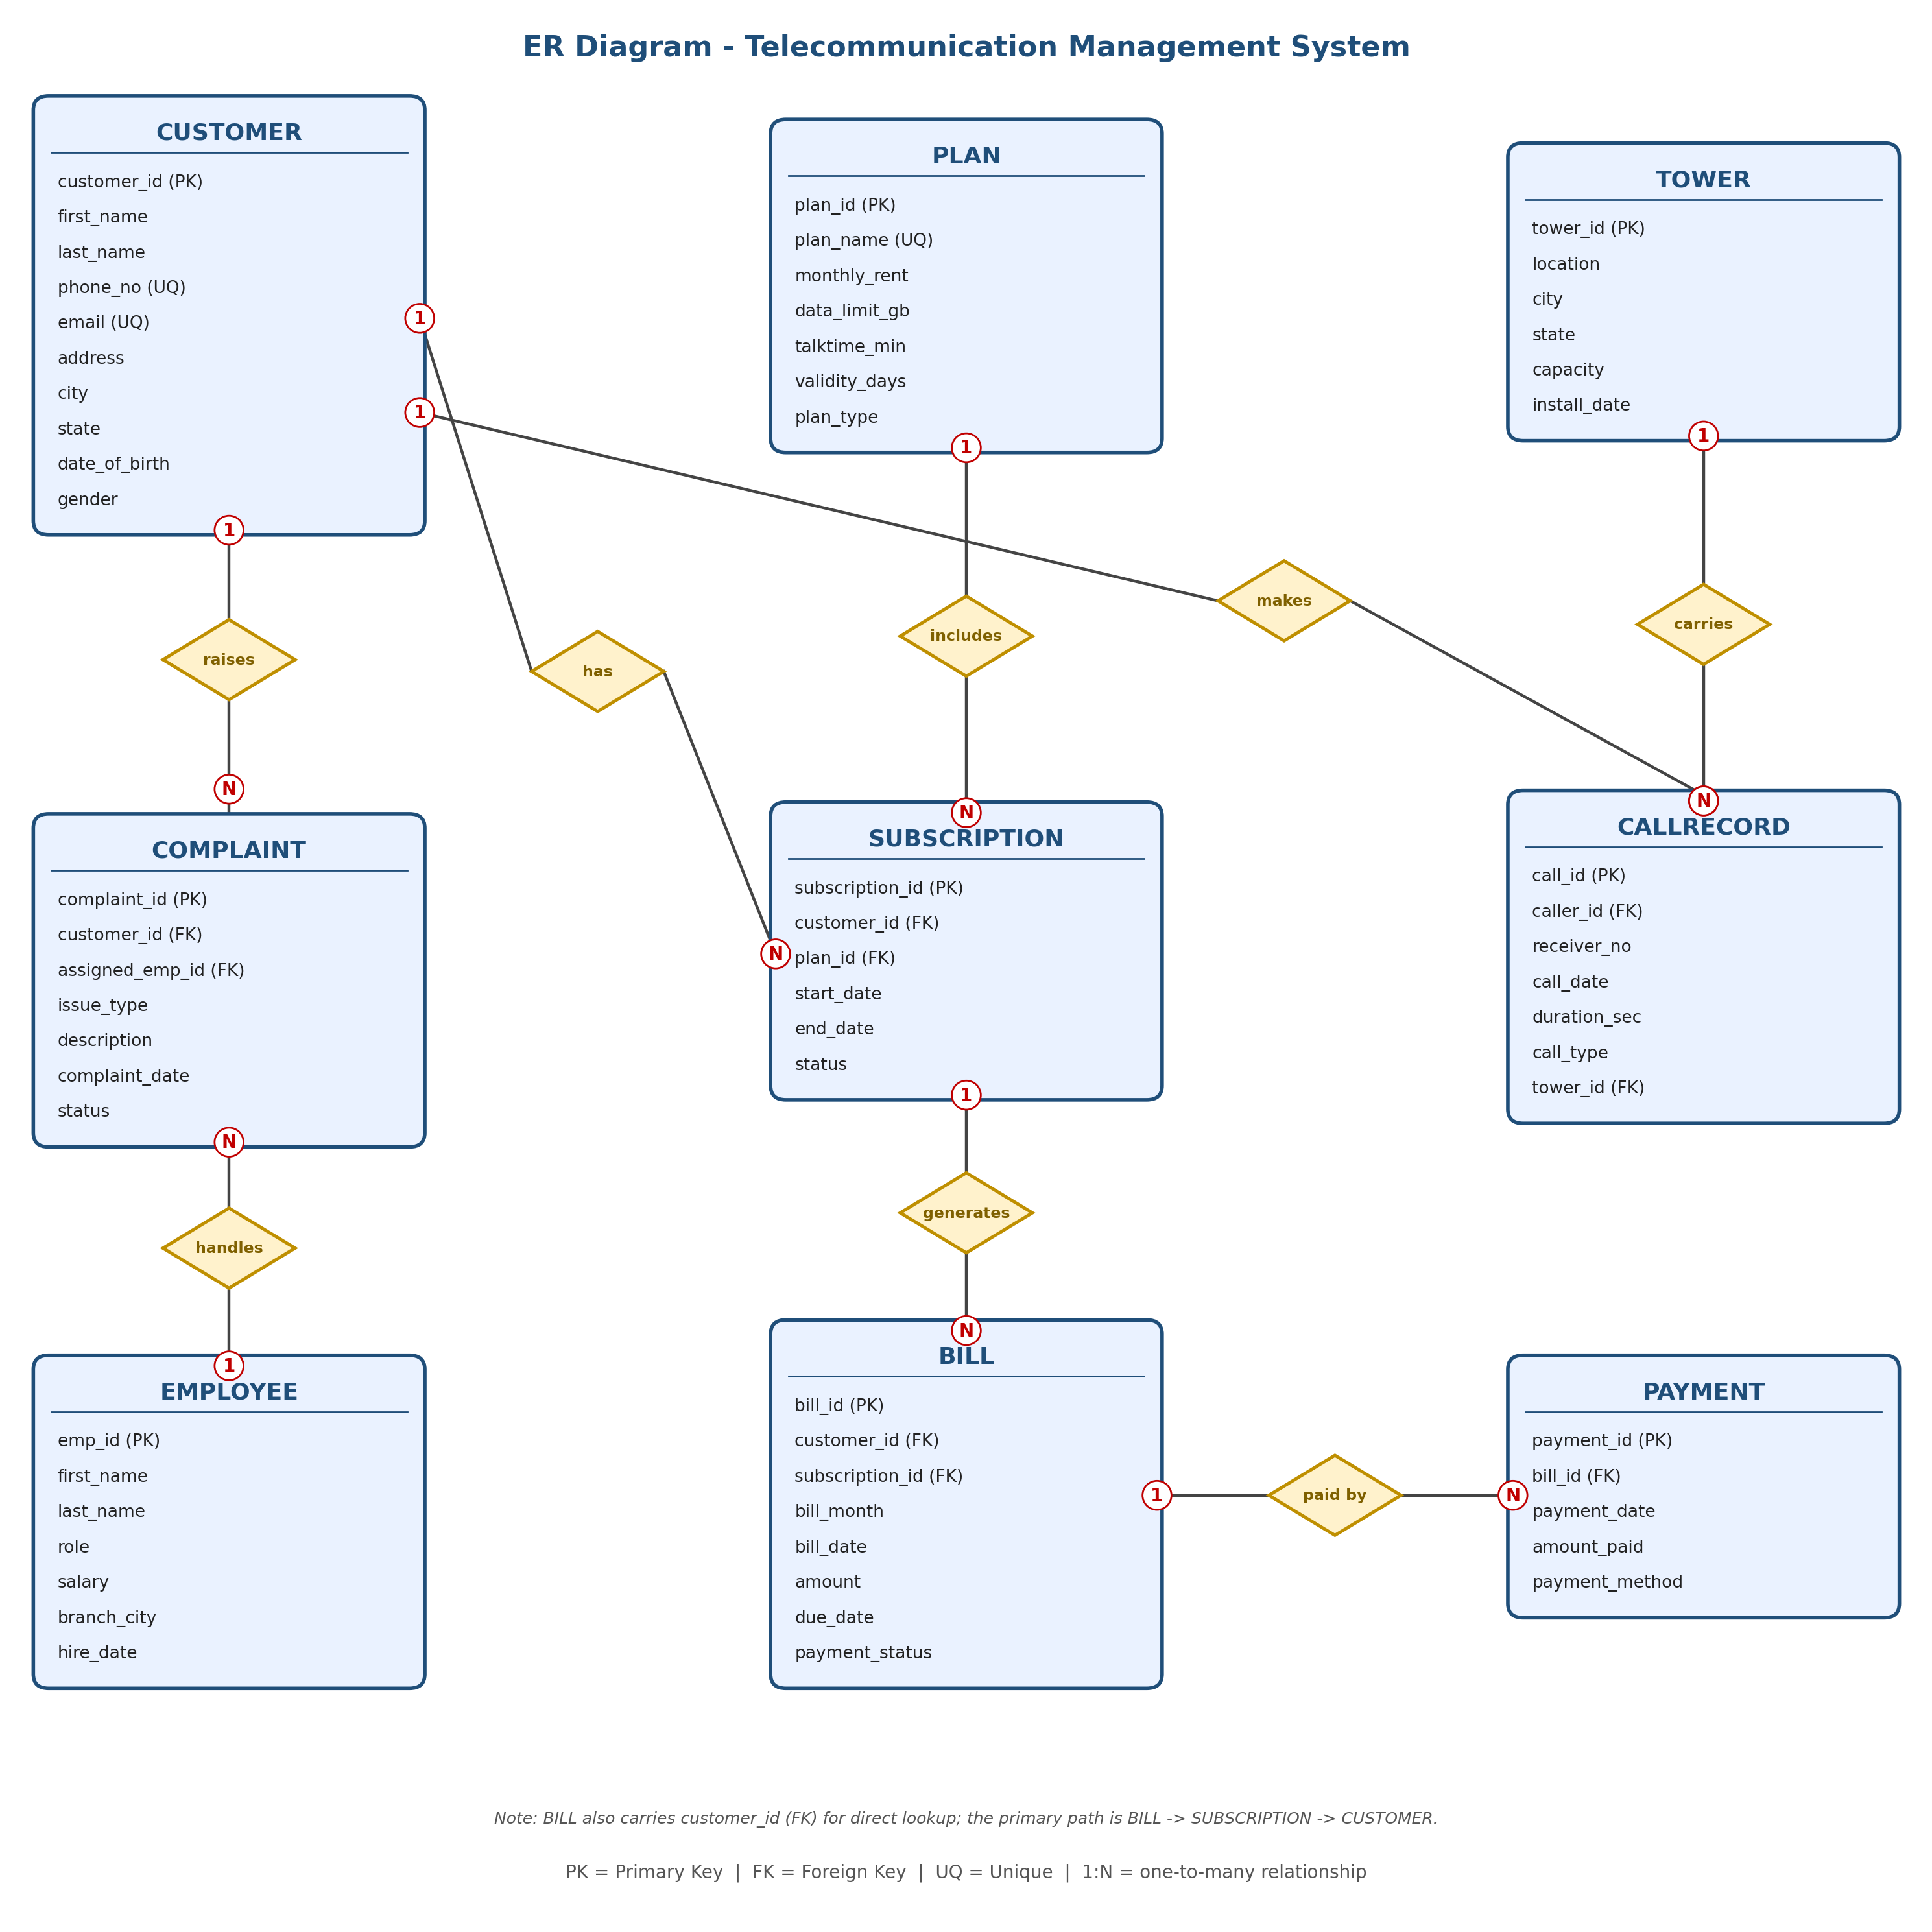 ER Diagram - Telecommunication Management System
CUSTOMER
customer_id (PK)
first_name
last_name
phone_no (UQ)
email (UQ)
address
city
state
date_of_birth
gender
1
1
1
PLAN
plan_id (PK)
plan_name (UQ)
monthly_rent
data_limit_gb
talktime_min
validity_days
plan_type
1
TOWER
tower_id (PK)
location
city
state
capacity
install_date
1
raises
has
includes
makes
carries
N
COMPLAINT
complaint_id (PK)
customer_id (FK)
assigned_emp_id (FK)
issue_type
description
complaint_date
status
N
N
SUBSCRIPTION
subscription_id (PK)
customer_id (FK)
N
plan_id (FK)
start_date
end_date
status
1
N
CALLRECORD
call_id (PK)
caller_id (FK)
receiver_no
call_date
duration_sec
call_type
tower_id (FK)
handles
generates
1
EMPLOYEE
emp_id (PK)
first_name
last_name
role
salary
branch_city
hire_date
N
BILL
bill_id (PK)
customer_id (FK)
subscription_id (FK)
bill_month
bill_date
amount
due_date
payment_status
1
paid by
N
PAYMENT
payment_id (PK)
bill_id (FK)
payment_date
amount_paid
payment_method
Note: BILL also carries customer_id (FK) for direct lookup; the primary path is BILL -> SUBSCRIPTION -> CUSTOMER.
PK = Primary Key | FK = Foreign Key | UQ = Unique | 1:N = one-to-many relationship